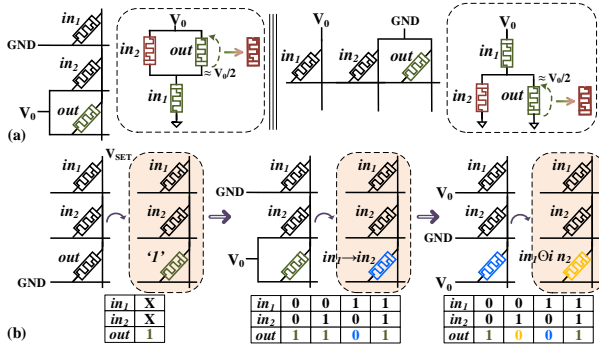 in1
GND
in2
V0
out
(a)
V0
in2
out
≈ V0/2
in1
V0
GND
in1
in2
out
V0
in1
≈ V0/2
in2
out
in1
in2
out
GND
VSET
in1
in2
'1'
in1
GND
in2
V0
in1
in2
in1→in2
in1
V0
in2
GND
V0
in1
in2
in1⊙i n2
(b)
in1 X
in2 X
out 1
in1 0 0 1 1
in2 0 1 0 1
out 1 1 0 1
in1 0 0 1 1
in2 0 1 0 1
out 1 0 0 1